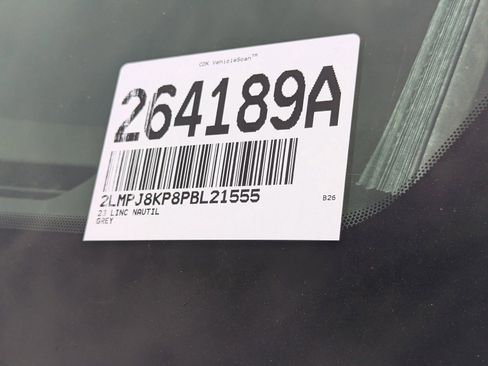 CDK VehicleScan™
264189A
2LMPJ8KP8PBL21555
23 LINC NAUTIL
GREY
B26